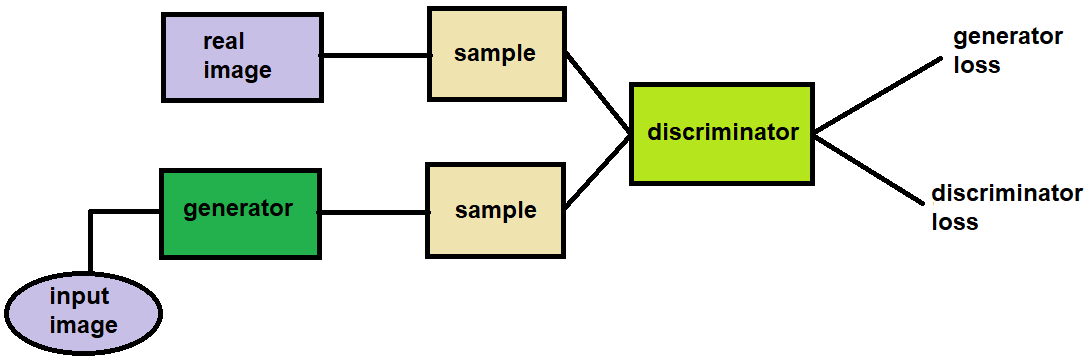 real
image
sample
generator
loss
discriminator
generator
sample
discriminator
loss
input
image